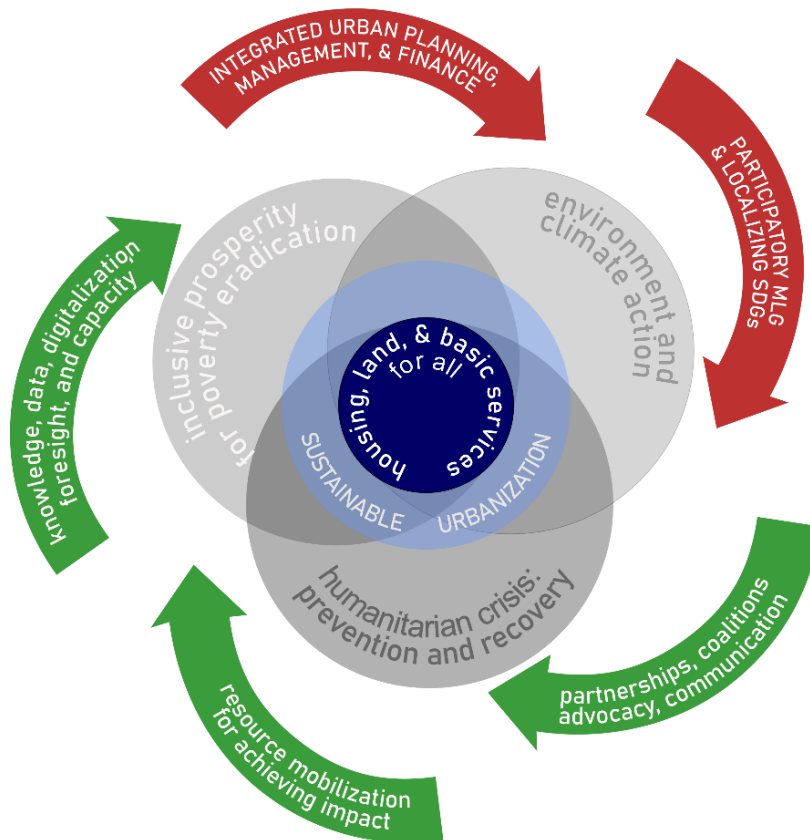 INTEGRATED URBAN PLANNING,
MANAGEMENT, & FINANCE
PARTICIPATORY MLG
& LOCALIZING SDGs
partnerships, coalitions
advocacy, communication
resource mobilization
for achieving impact
knowledge, data, digitalization,
foresight, and capacity
inclusive prosperity
for poverty eradication
environment and
climate action
humanitarian crisis:
prevention and recovery
SUSTAINABLE URBANIZATION
housing, land, & basic services
for all